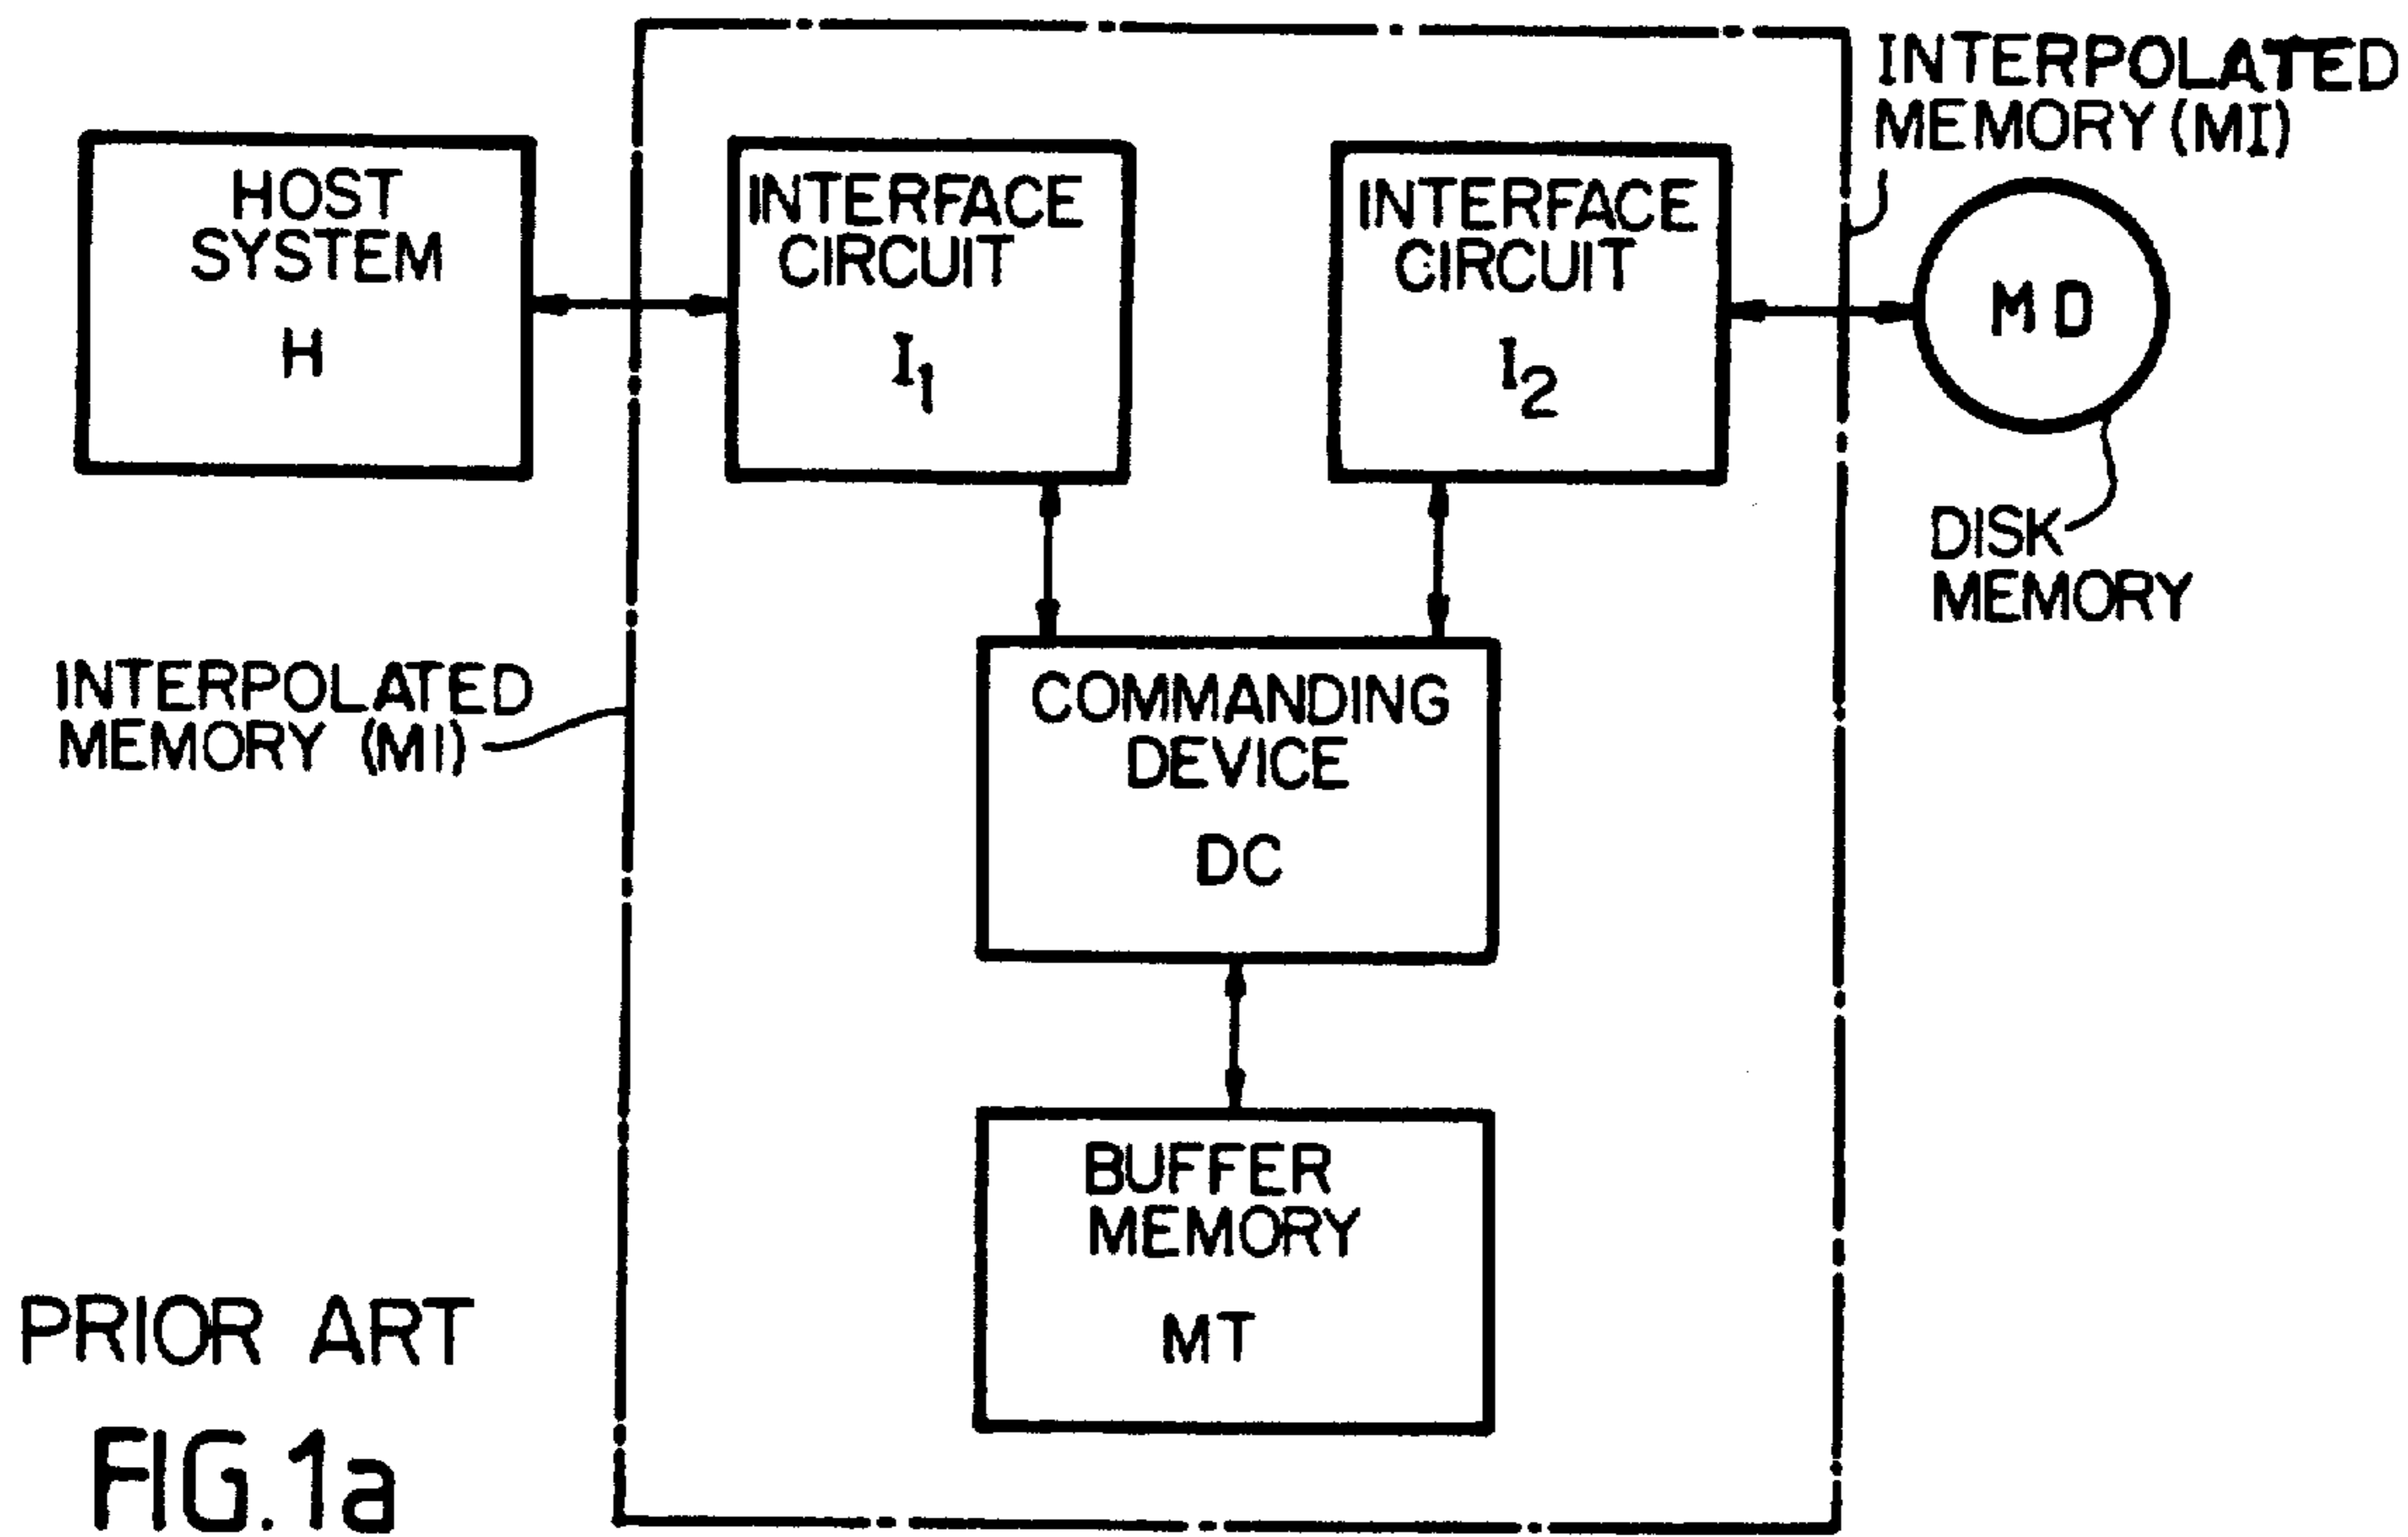 INTERPOLATED
MEMORY (MI)
HOST
SYSTEM
H
INTERFACE
CIRCUIT
I1
INTERFACE
CIRCUIT
I2
MD
DISK
MEMORY
INTERPOLATED
MEMORY (MI)
COMMANDING
DEVICE
DC
BUFFER
MEMORY
MT
PRIOR ART
FIG.1a